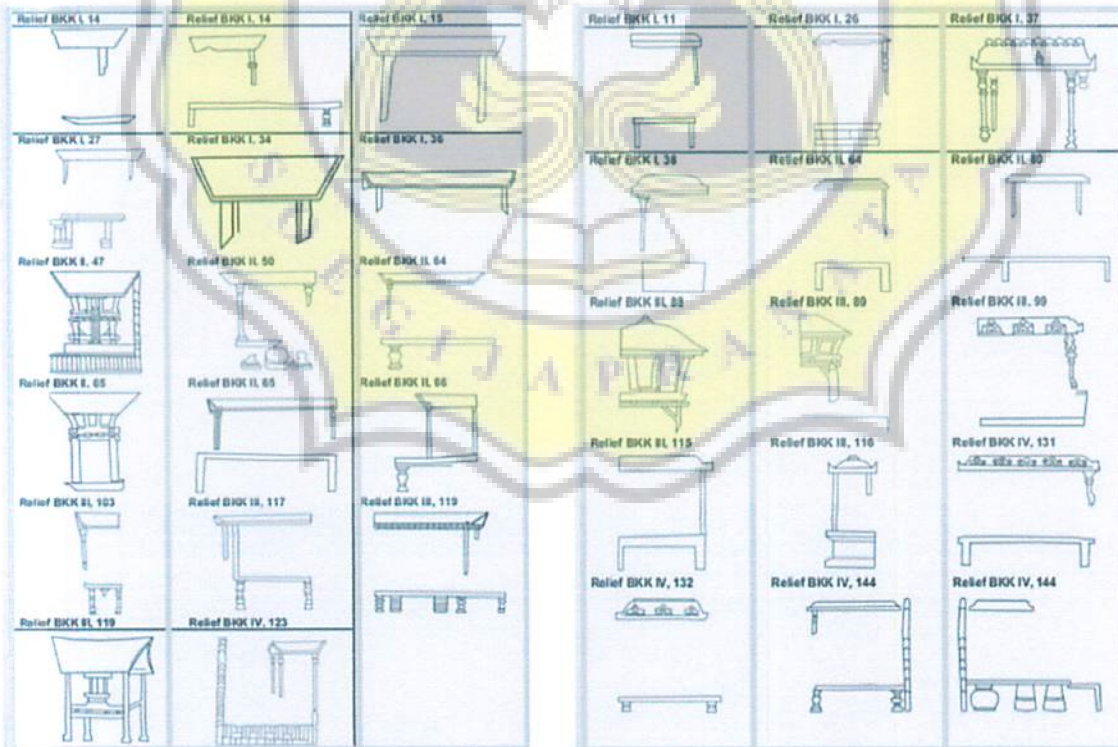 Relief BKK I, 14 Relief BKK I, 14 Relief BKK I, 15
Relief BKK I, 27 Relief BKK I, 34 Relief BKK I, 36
Relief BKK II, 47 Relief BKK II, 50 Relief BKK II, 64
Relief BKK II, 65 Relief BKK II, 65 Relief BKK II, 66
Relief BKK III, 103 Relief BKK III, 117 Relief BKK III, 119
Relief BKK III, 119 Relief BKK IV, 123
Relief BKK I, 11 Relief BKK I, 26 Relief BKK I, 37
Relief BKK I, 38 Relief BKK II, 64 Relief BKK II, 80
Relief BKK III, 88 Relief BKK III, 89 Relief BKK III, 99
Relief BKK III, 115 Relief BKK III, 116 Relief BKK IV, 131
Relief BKK IV, 132 Relief BKK IV, 144 Relief BKK IV, 144